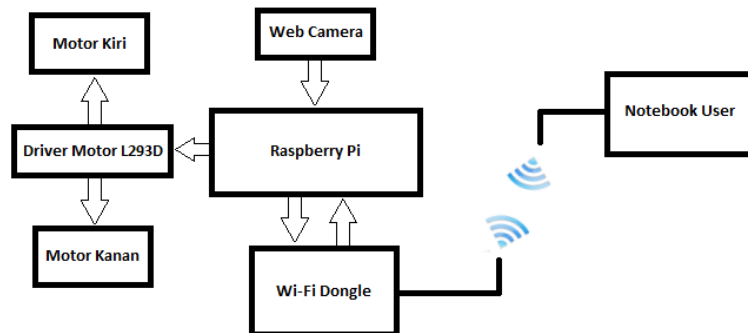 Motor Kiri
Web Camera
Notebook User
Driver Motor L293D
Raspberry Pi
Motor Kanan
Wi-Fi Dongle